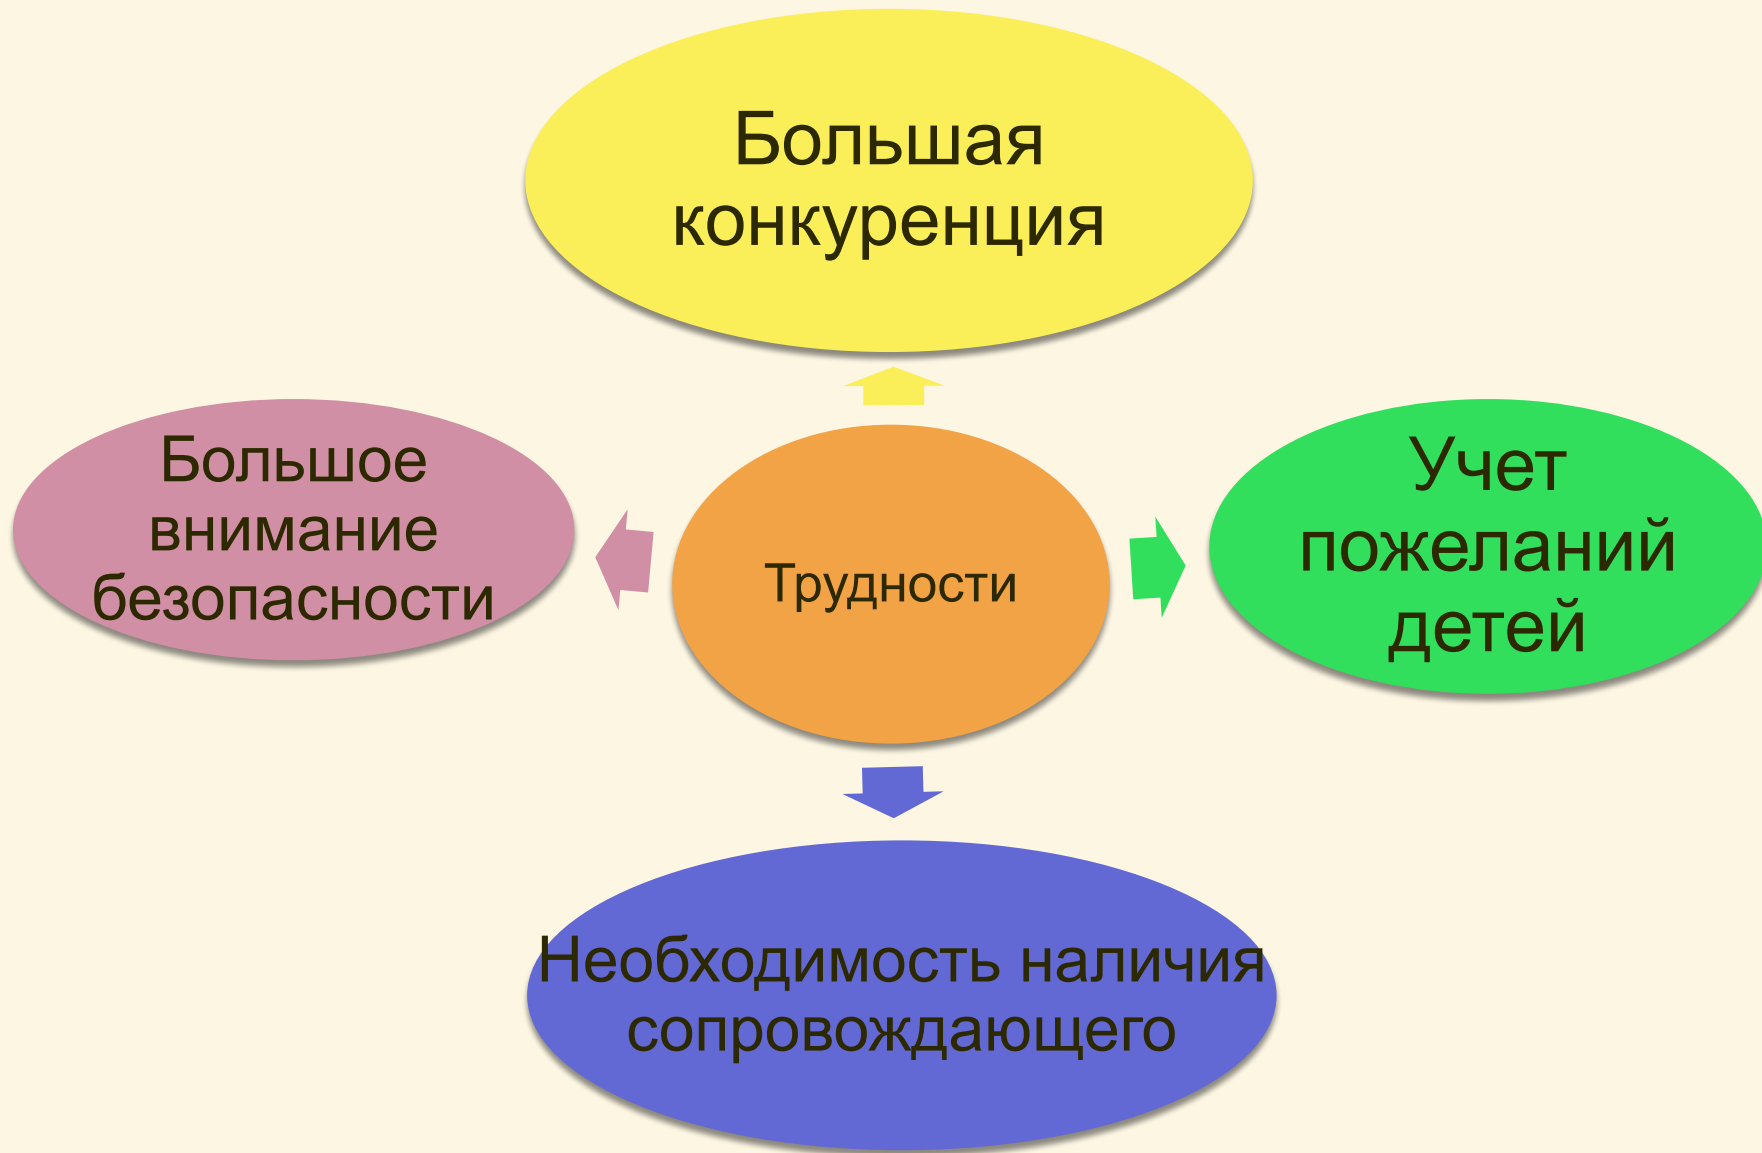 Большая
конкуренция
Большое
внимание
безопасности
Трудности
Учет
пожеланий
детей
Необходимость наличия
сопровождающего